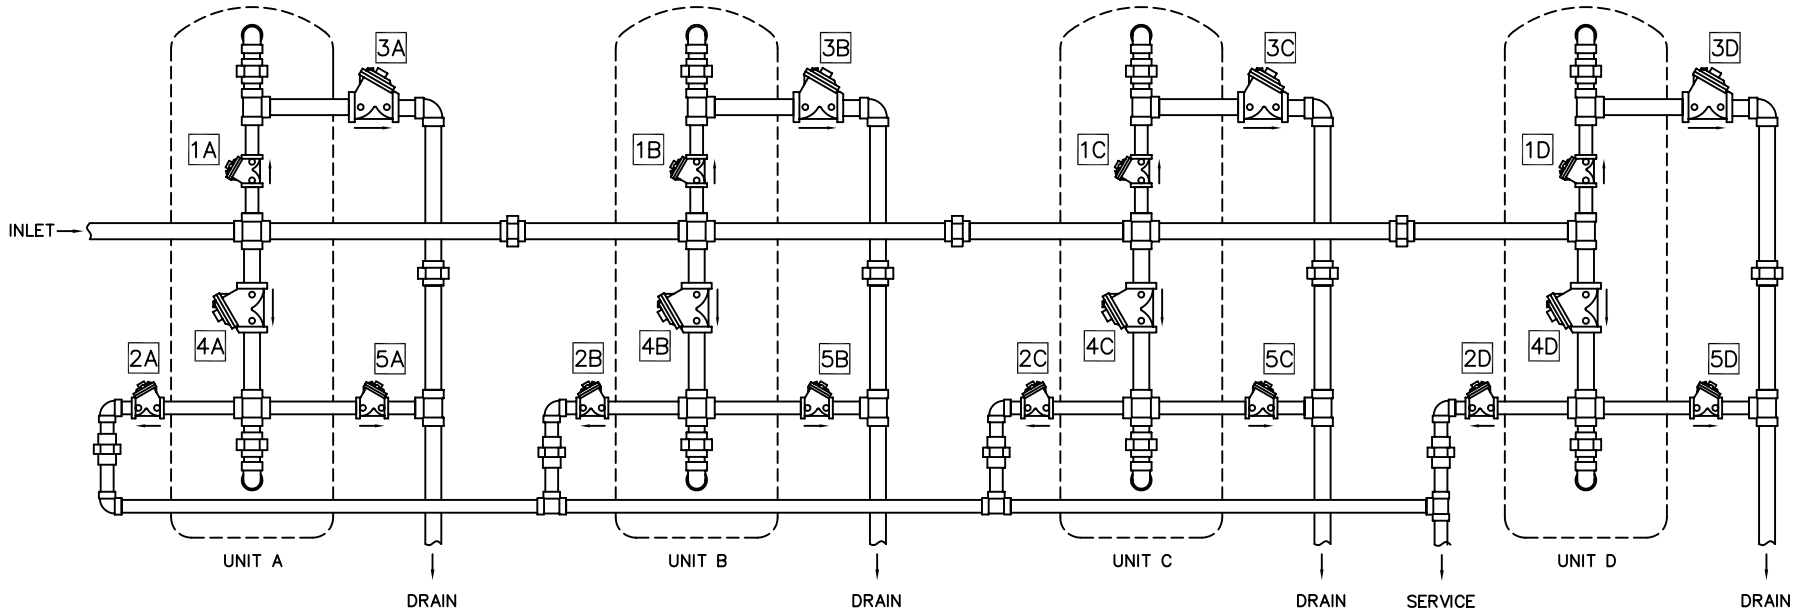 3A 3B 3C 3D
1A 1B 1C 1D
INLET
4A 4B 4C 4D
2A 5A 2B 5B 2C 5C 2D 5D
UNIT A UNIT B UNIT C UNIT D
DRAIN DRAIN DRAIN SERVICE DRAIN